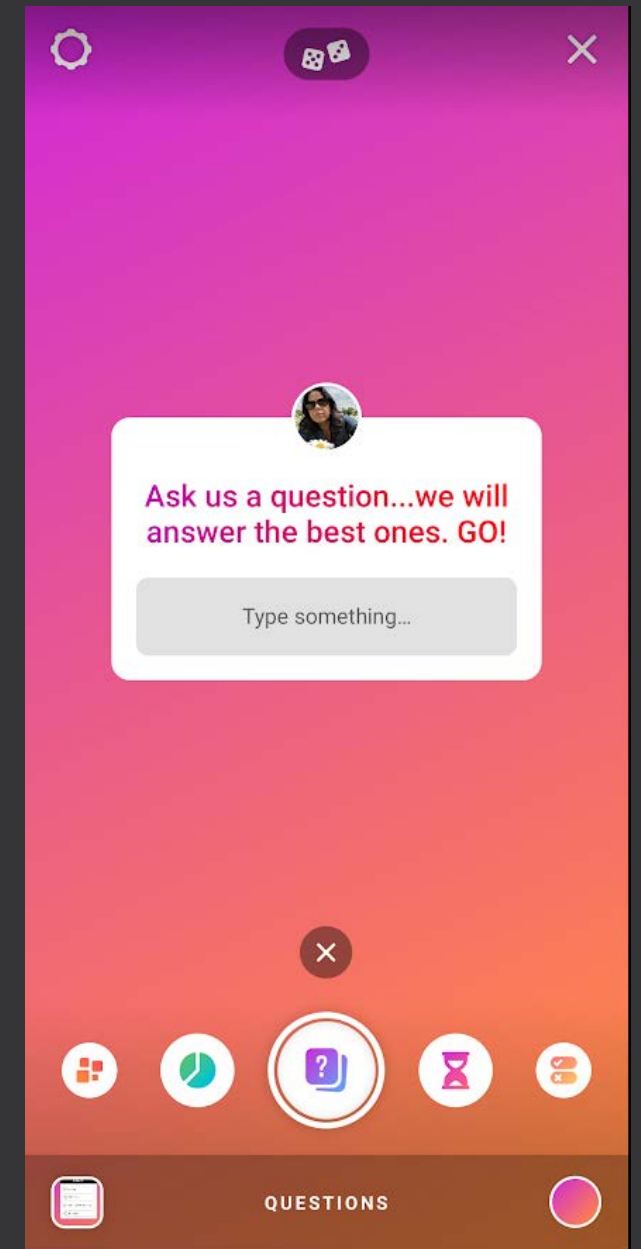 Ask us a question...we will
answer the best ones. GO!
Type something...
?
QUESTIONS